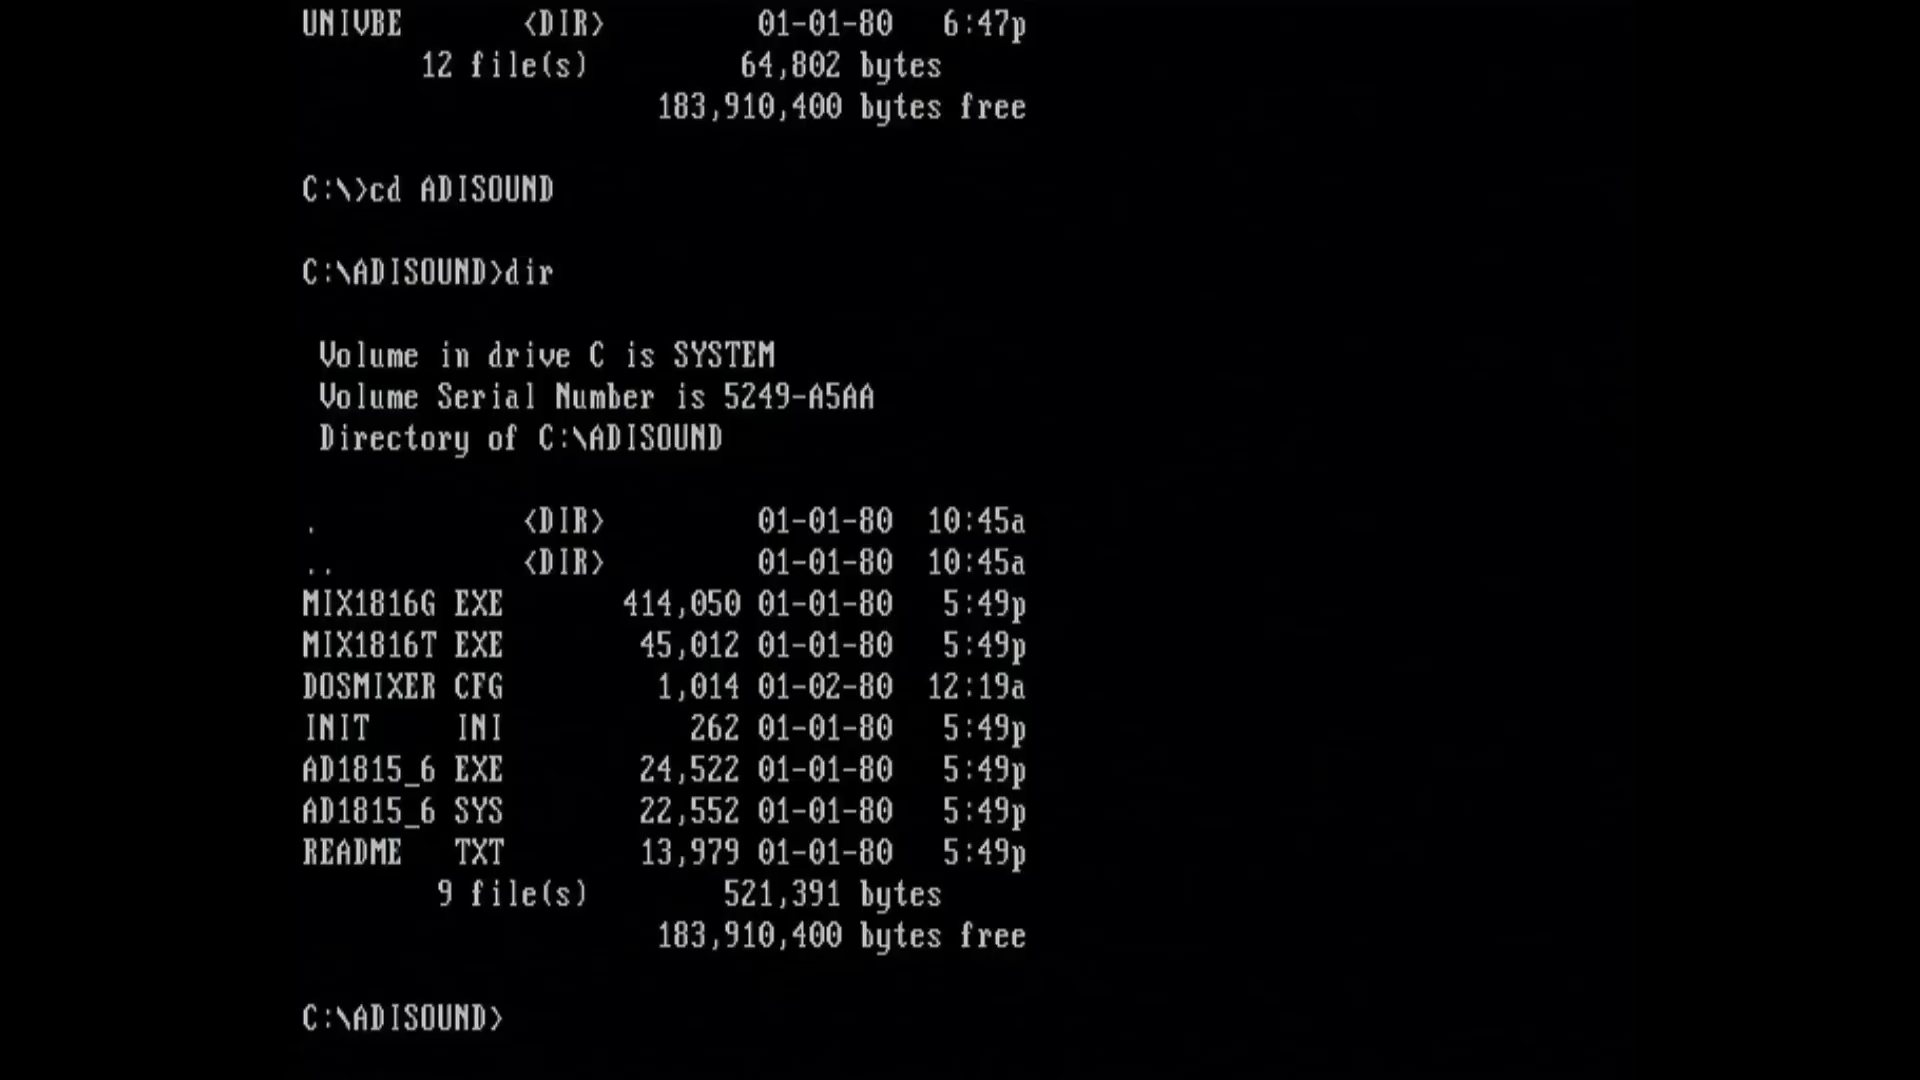 UNIVBE <DIR> 01-01-80 6:47p
12 file(s) 64,802 bytes
183,910,400 bytes free
C:\>cd ADISOUND
C:\ADISOUND>dir
Volume in drive C is SYSTEM
Volume Serial Number is 5249-A5AA
Directory of C:\ADISOUND
. <DIR> 01-01-80 10:45a
.. <DIR> 01-01-80 10:45a
MIX1816G EXE 414,050 01-01-80 5:49p
MIX1816T EXE 45,012 01-01-80 5:49p
DOSMIXER CFG 1,014 01-02-80 12:19a
INIT INI 262 01-01-80 5:49p
AD1815_6 EXE 24,522 01-01-80 5:49p
AD1815_6 SYS 22,552 01-01-80 5:49p
README TXT 13,979 01-01-80 5:49p
9 file(s) 521,391 bytes
183,910,400 bytes free
C:\ADISOUND>